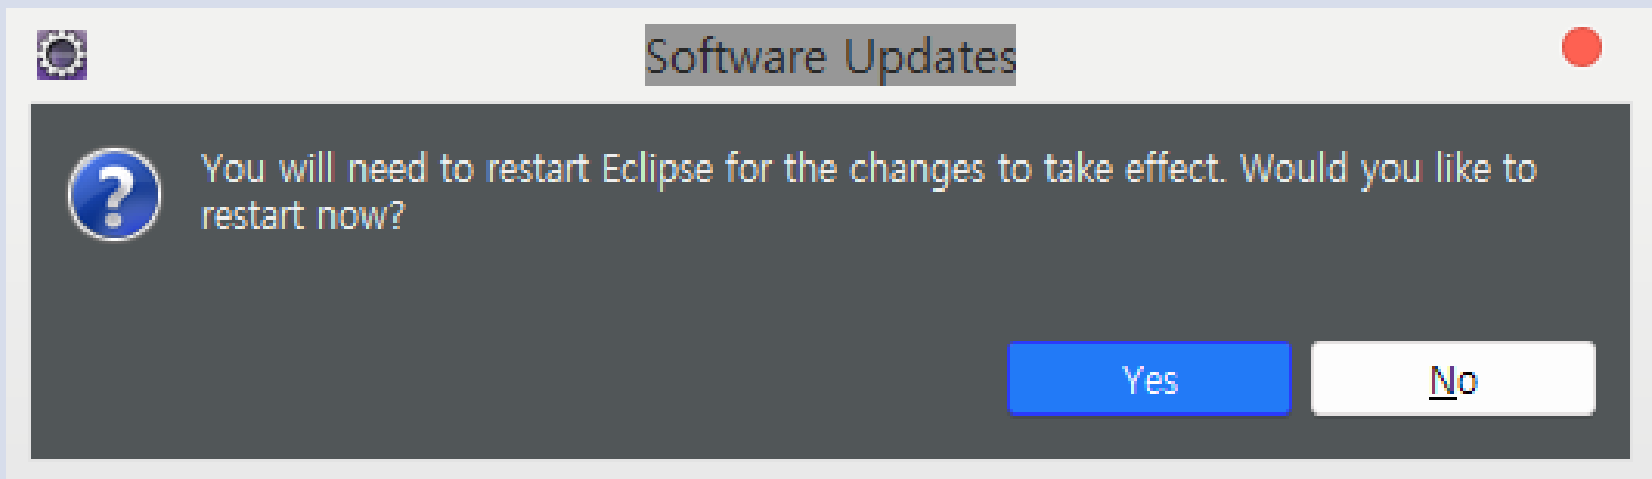 Software Updates
You will need to restart Eclipse for the changes to take effect. Would you like to
restart now?
Yes
No